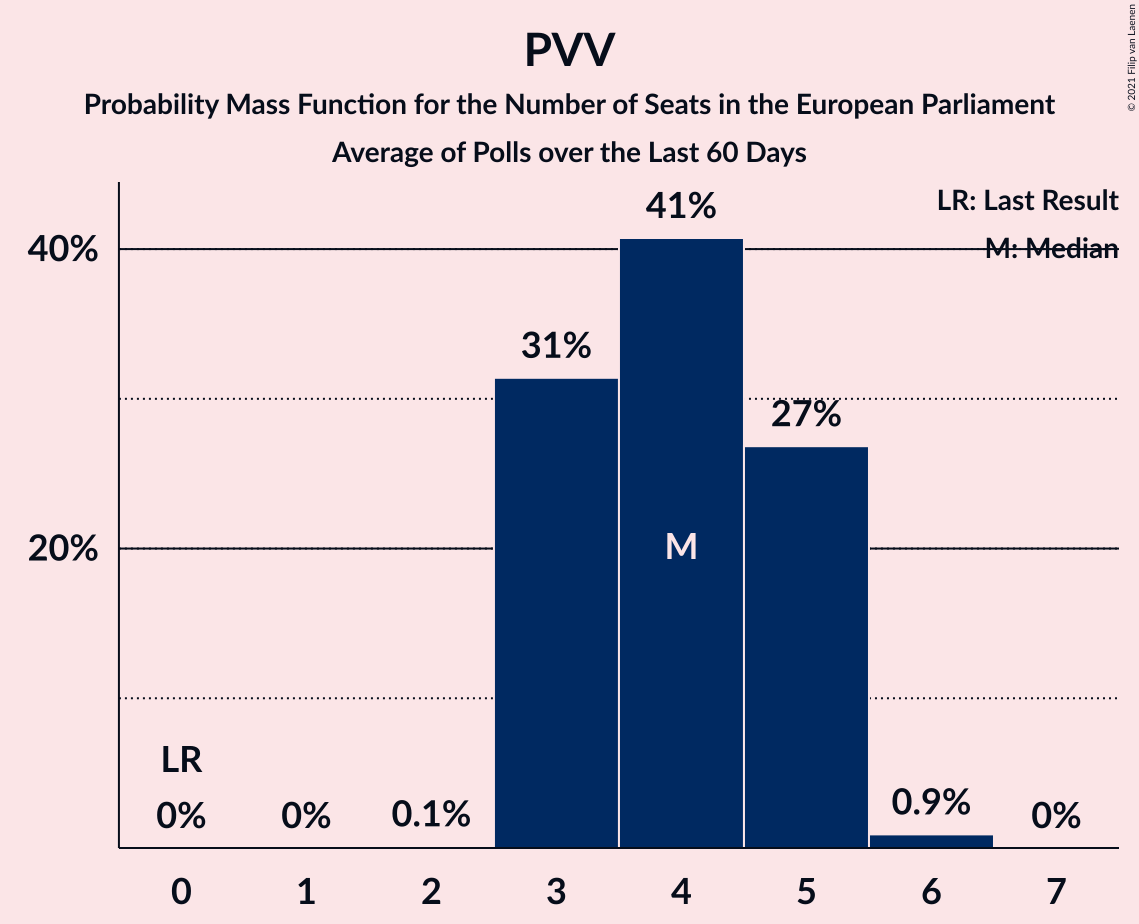 PVV
Probability Mass Function for the Number of Seats in the European Parliament
Average of Polls over the Last 60 Days
© 2021 Filip van Laenen
LR: Last Result
M: Median
40%
20%
LR
0%
0%
0.1%
31%
41%
M
27%
0.9%
0%
0 1 2 3 4 5 6 7